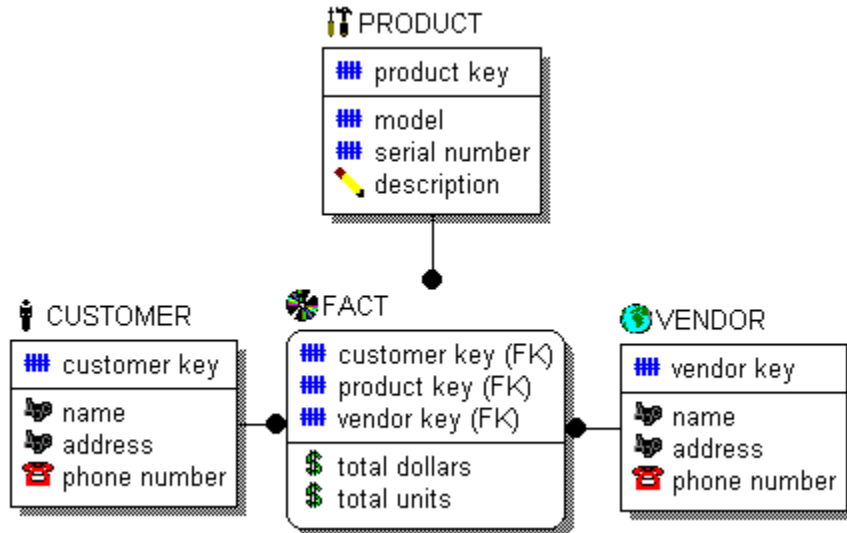 PRODUCT
product key
model
serial number
description
CUSTOMER
customer key
name
address
phone number
FACT
customer key (FK)
product key (FK)
vendor key (FK)
total dollars
total units
VENDOR
vendor key
name
address
phone number